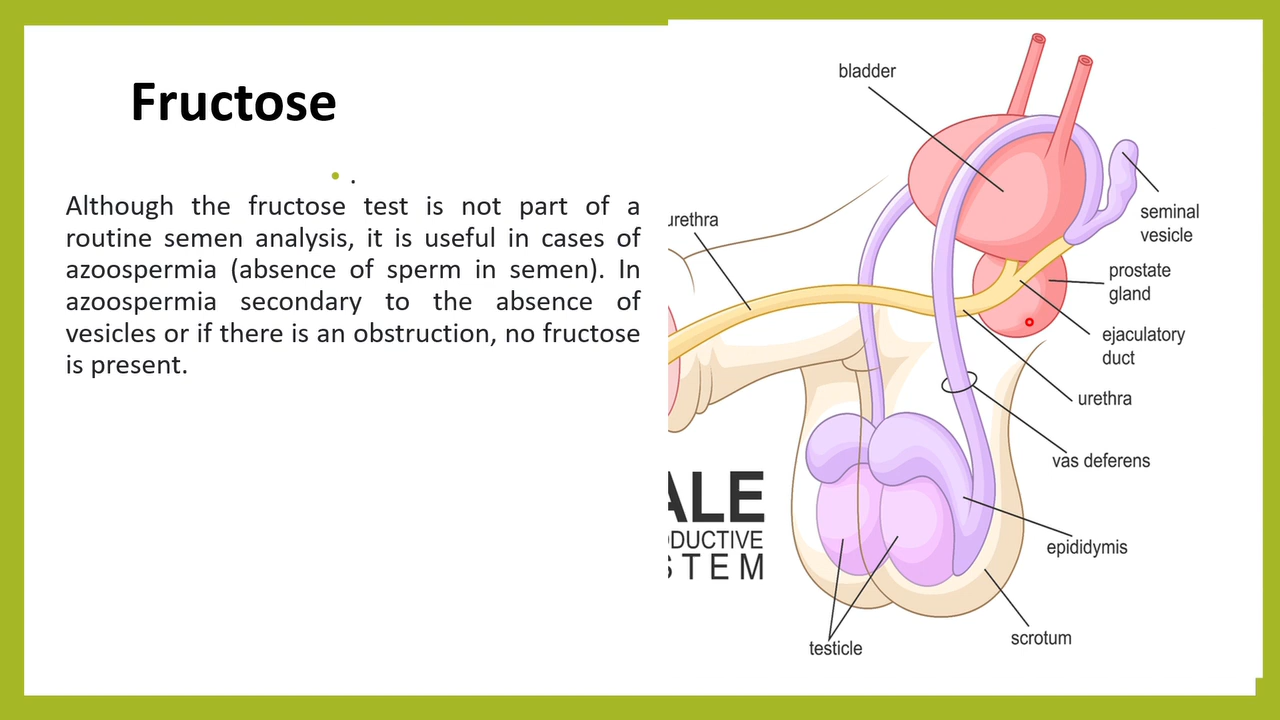 Fructose
• .
Although the fructose test is not part of a
routine semen analysis, it is useful in cases of
azoospermia (absence of sperm in semen). In
azoospermia secondary to the absence of
vesicles or if there is an obstruction, no fructose
is present.
bladder
urethra
seminal
vesicle
prostate
gland
ejaculatory
duct
urethra
vas deferens
epididymis
scrotum
testicle
ALE
DUCTIVE
STEM